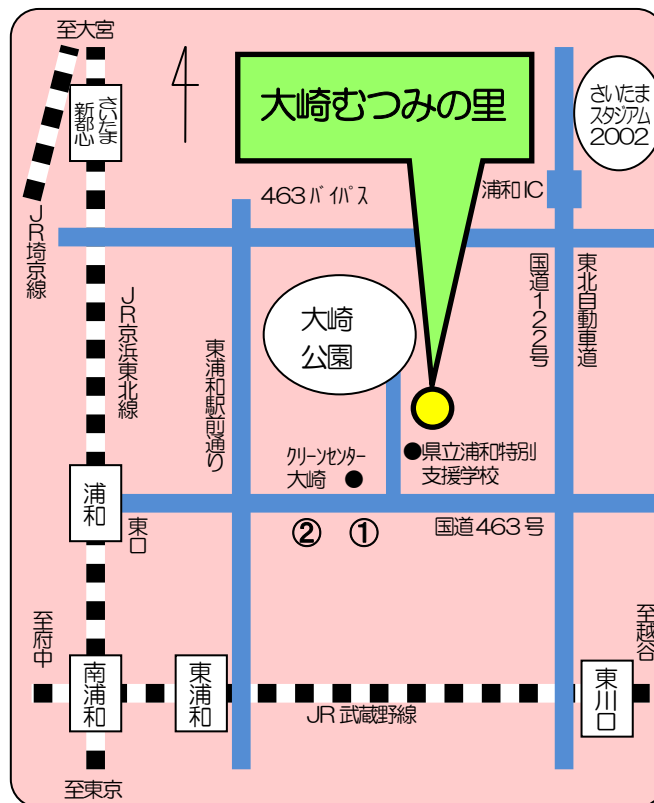 至大宮
さいたま
新都心
大崎むつみの里
さいたま
スタジアム
2002
浦和IC
463バイパス
JR埼京線
JR京浜東北線
東浦和駅前通り
大崎
公園
国道122号
東北自動車道
クリーンセンター
大崎 ●
●県立浦和特別
支援学校
浦和
東口
② ①
国道463号
至府中
至越谷
南浦和
東浦和
東川口
JR武蔵野線
至東京